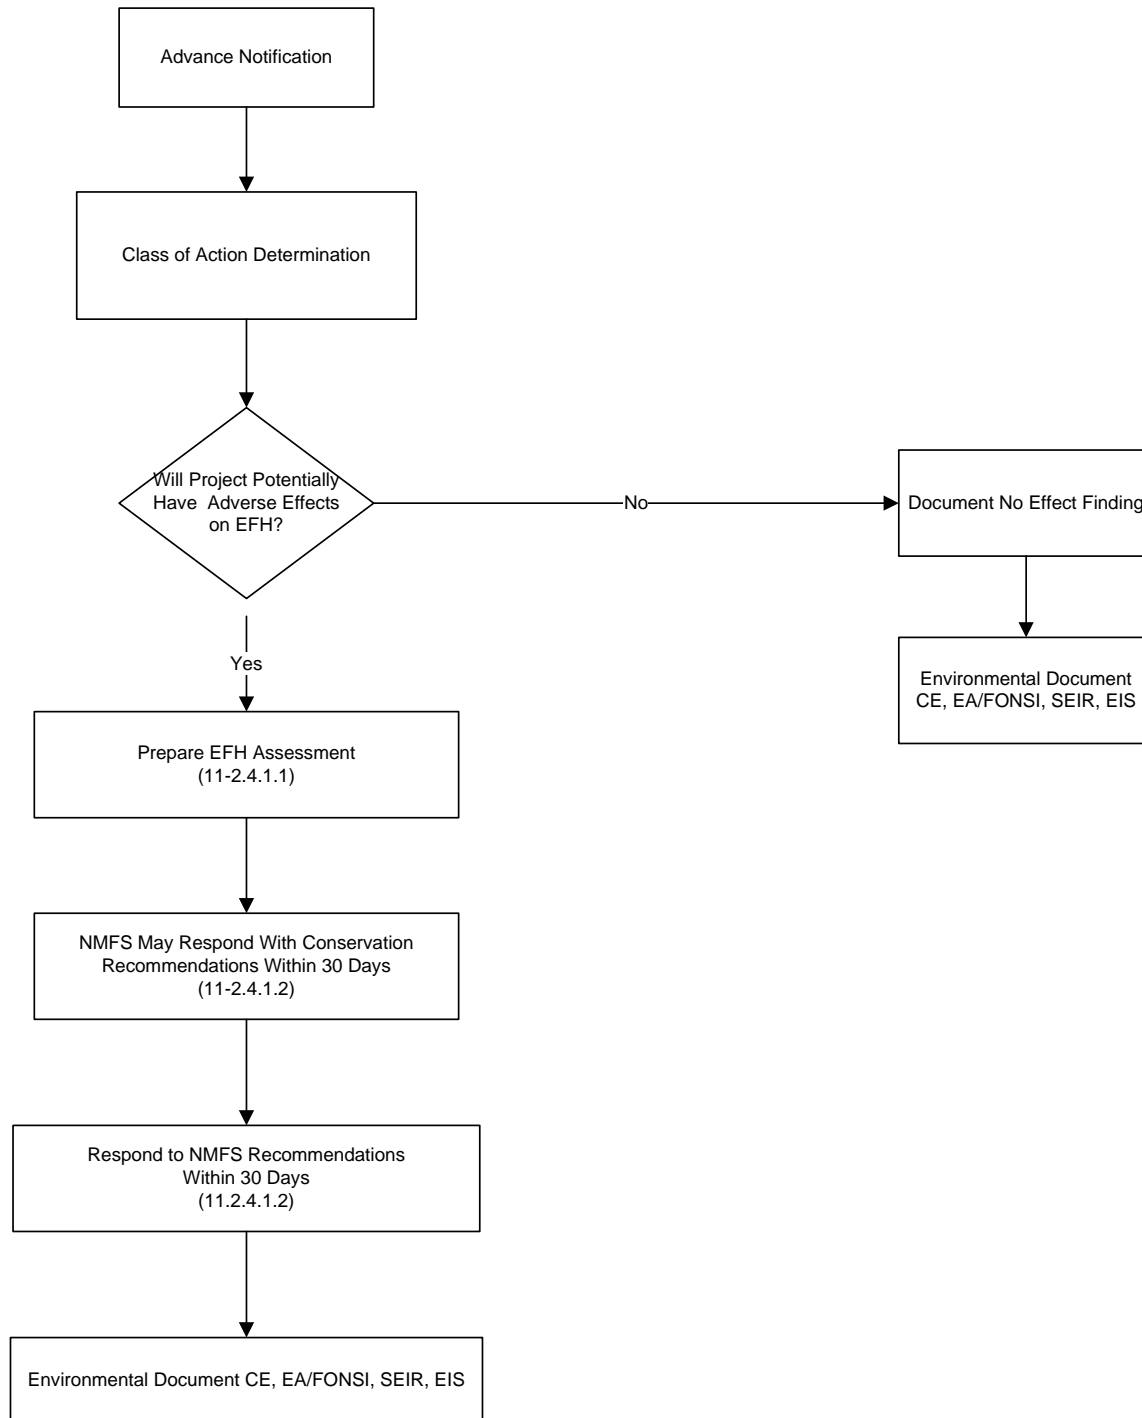 Advance Notification
Class of Action Determination
Will Project Potentially
Have Adverse Effects
on EFH?
No
Document No Effect Finding
Environmental Document
CE, EA/FONSI, SEIR, EIS
Yes
Prepare EFH Assessment
(11-2.4.1.1)
NMFS May Respond With Conservation
Recommendations Within 30 Days
(11-2.4.1.2)
Respond to NMFS Recommendations
Within 30 Days
(11.2.4.1.2)
Environmental Document CE, EA/FONSI, SEIR, EIS